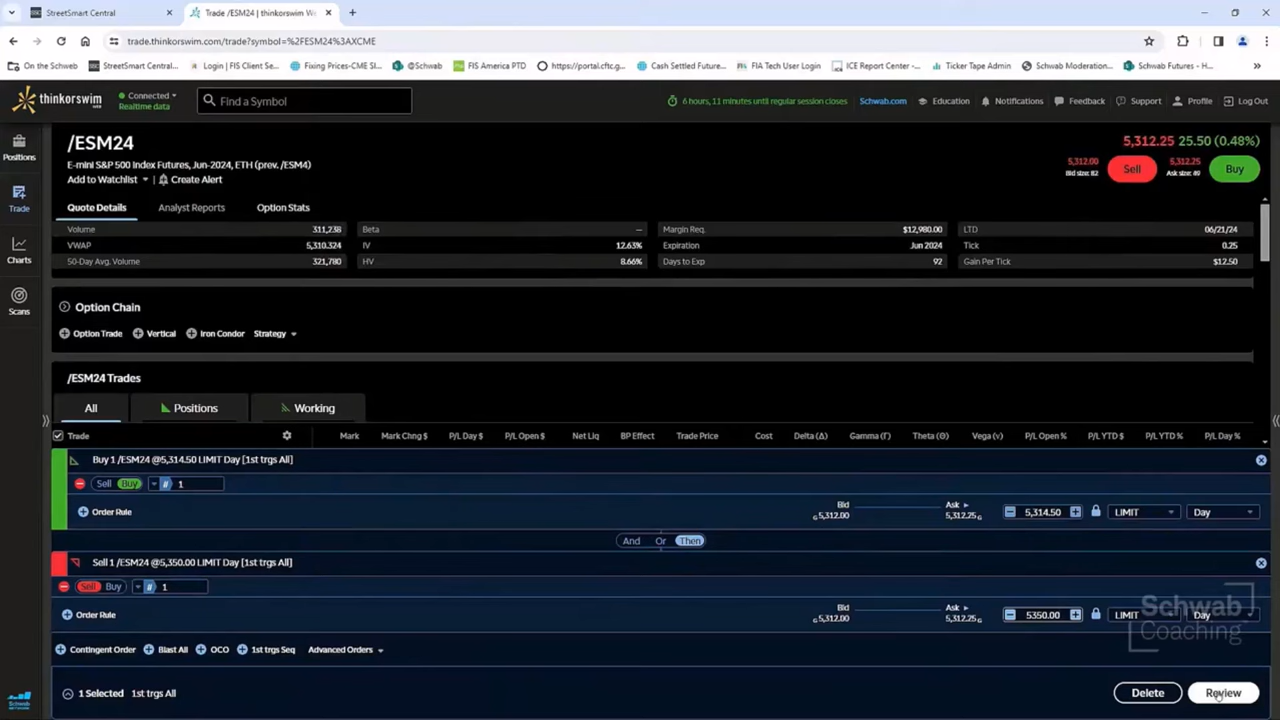 StreetSmart Central
Trade /ESM24 | thinkorswim We
trade.thinkorswim.com/trade?symbol=%2FESM24%3AXCME
On the Schweb StreetSmart Central... Login | FIS Client Se... Fixing Prices-CME SI... @Schwab FIS America PTD https://portal.cftc.g... Cash Settled Future... FIA Tech User Login ICE Report Center -... Ticker Tape Admin Schwab Moderation... Schwab Futures - H... »
thinkorswim WEB
Connected
Realtime data
Find a Symbol
6 hours, 11 minutes until regular session closes Schwab.com Education Notifications Feedback Support Profile Log Out
Positions
Trade
Charts
Scans
/ESM24
E-mini S&P 500 Index Futures, Jun-2024, ETH (prev. /ESM4)
Add to Watchlist Create Alert
5,312.25 25.50 (0.48%)
5,312.00
Bid size: 82
Sell
5,312.25
Ask size: 49
Buy
Quote Details Analyst Reports Option Stats
Volume 311,238 Beta -- Margin Req. $12,980.00 LTD 06/21/24
VWAP 5,310.324 IV 12.63% Expiration Jun 2024 Tick 0.25
50-Day Avg. Volume 321,780 HV 8.66% Days to Exp 92 Gain Per Tick $12.50
Option Chain
Option Trade Vertical Iron Condor Strategy
/ESM24 Trades
All Positions Working
Trade Mark Mark Chng $ P/L Day $ P/L Open $ Net Liq BP Effect Trade Price Cost Delta (Δ) Gamma (Γ) Theta (Θ) Vega (v) P/L Open % P/L YTD $ P/L YTD % P/L Day %
Buy 1 /ESM24 @5,314.50 LIMIT Day [1st trgs All]
Sell Buy # 1
Order Rule Bid G 5,312.00 Ask 5,312.25 G 5,314.50 LIMIT Day
And Or Then
Sell 1 /ESM24 @5,350.00 LIMIT Day [1st trgs All]
Sell Buy # 1
Order Rule Bid G 5,312.00 Ask 5,312.25 G 5350.00 LIMIT Day
Schwab
Coaching
Contingent Order Blast All OCO 1st trgs Seq Advanced Orders
1 Selected 1st trgs All Delete Review